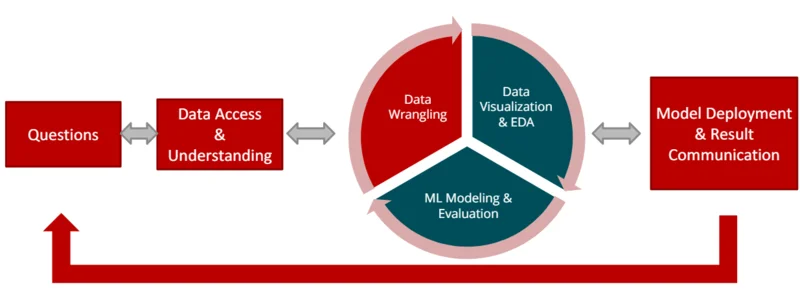 Questions
Data Access
&
Understanding
Data
Wrangling
Data
Visualization
& EDA
ML Modeling &
Evaluation
Model Deployment
& Result
Communication